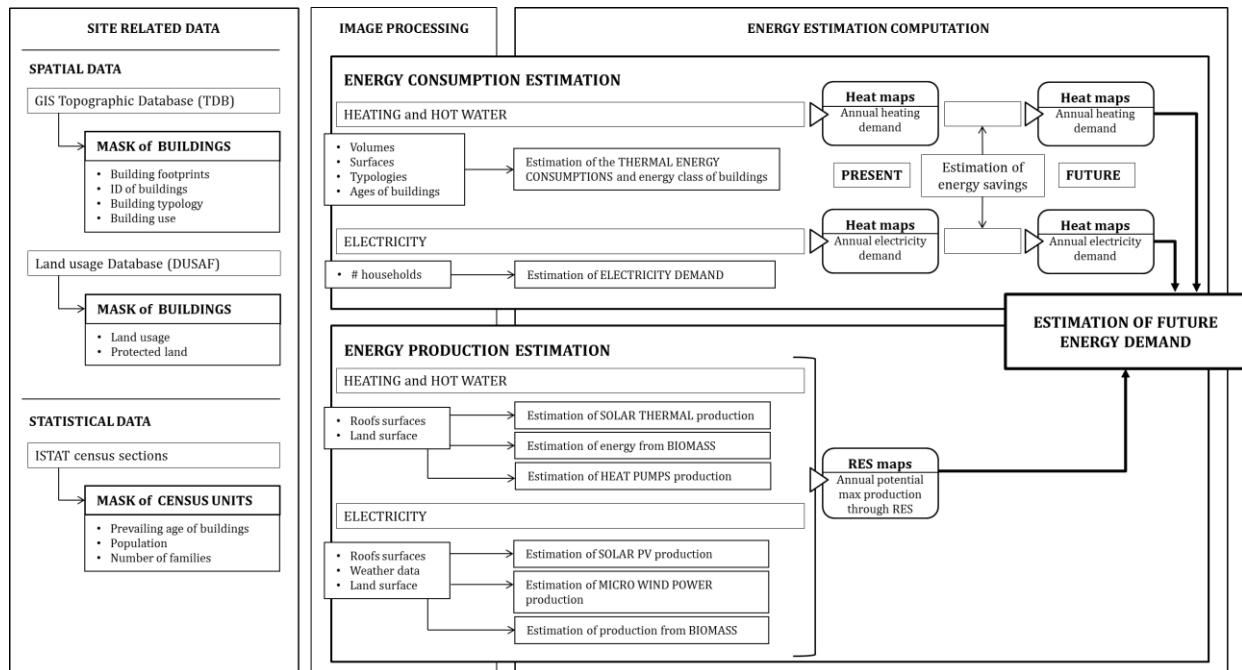 SITE RELATED DATA
SPATIAL DATA
GIS Topographic Database (TDB)
MASK of BUILDINGS
• Building footprints
• ID of buildings
• Building typology
• Building use
Land usage Database (DUSAF)
MASK of BUILDINGS
• Land usage
• Protected land
STATISTICAL DATA
ISTAT census sections
MASK of CENSUS UNITS
• Prevailing age of buildings
• Population
• Number of families
IMAGE PROCESSING
ENERGY ESTIMATION COMPUTATION
ENERGY CONSUMPTION ESTIMATION
HEATING and HOT WATER
• Volumes
• Surfaces
• Typologies
• Ages of buildings
Estimation of the THERMAL ENERGY
CONSUMPTIONS and energy class of buildings
ELECTRICITY
• # households
Estimation of ELECTRICITY DEMAND
Heat maps
Annual heating
demand
Heat maps
Annual heating
demand
PRESENT
Estimation of
energy savings
FUTURE
Heat maps
Annual electricity
demand
Heat maps
Annual electricity
demand
ESTIMATION OF FUTURE
ENERGY DEMAND
ENERGY PRODUCTION ESTIMATION
HEATING and HOT WATER
• Roofs surfaces
• Land surface
Estimation of SOLAR THERMAL production
Estimation of energy from BIOMASS
Estimation of HEAT PUMPS production
ELECTRICITY
• Roofs surfaces
• Weather data
• Land surface
Estimation of SOLAR PV production
Estimation of MICRO WIND POWER
production
Estimation of production from BIOMASS
RES maps
Annual potential
max production
through RES